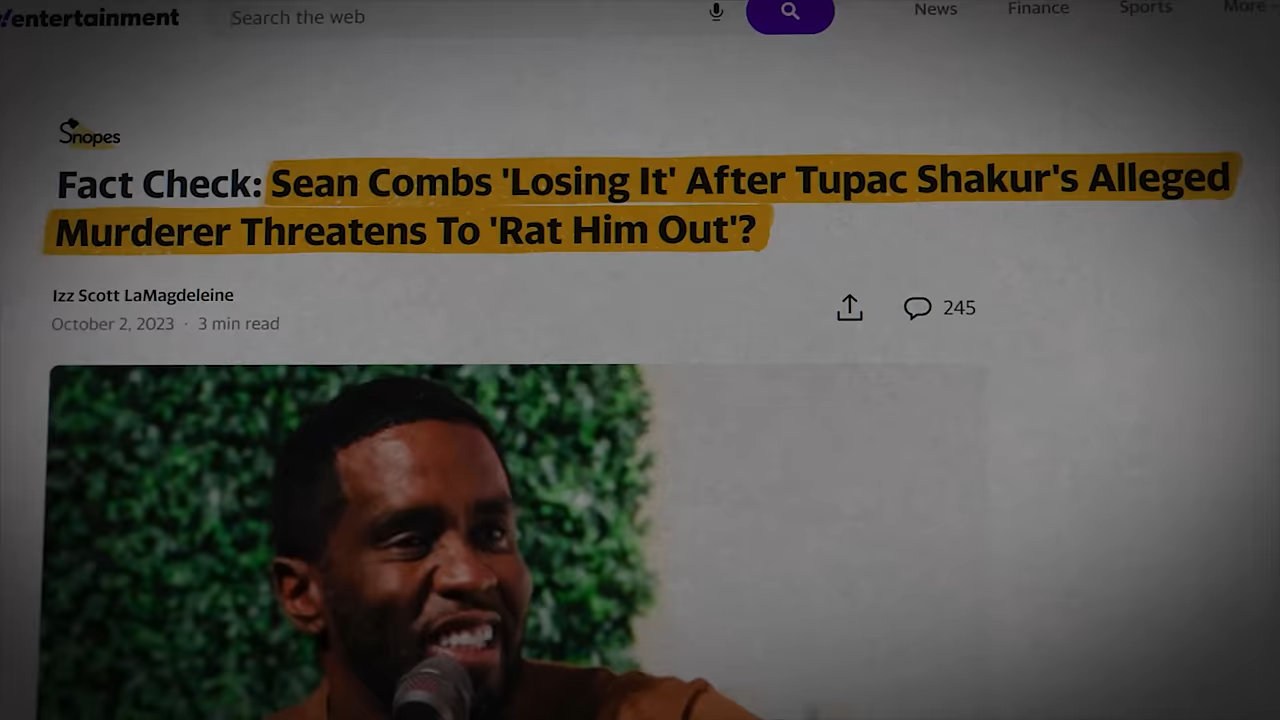 !entertainment
Search the web
News
Finance
Sports
More
Snopes
Fact Check: Sean Combs 'Losing It' After Tupac Shakur's Alleged
Murderer Threatens To 'Rat Him Out'?
Izz Scott LaMagdeleine
October 2, 2023 · 3 min read
245